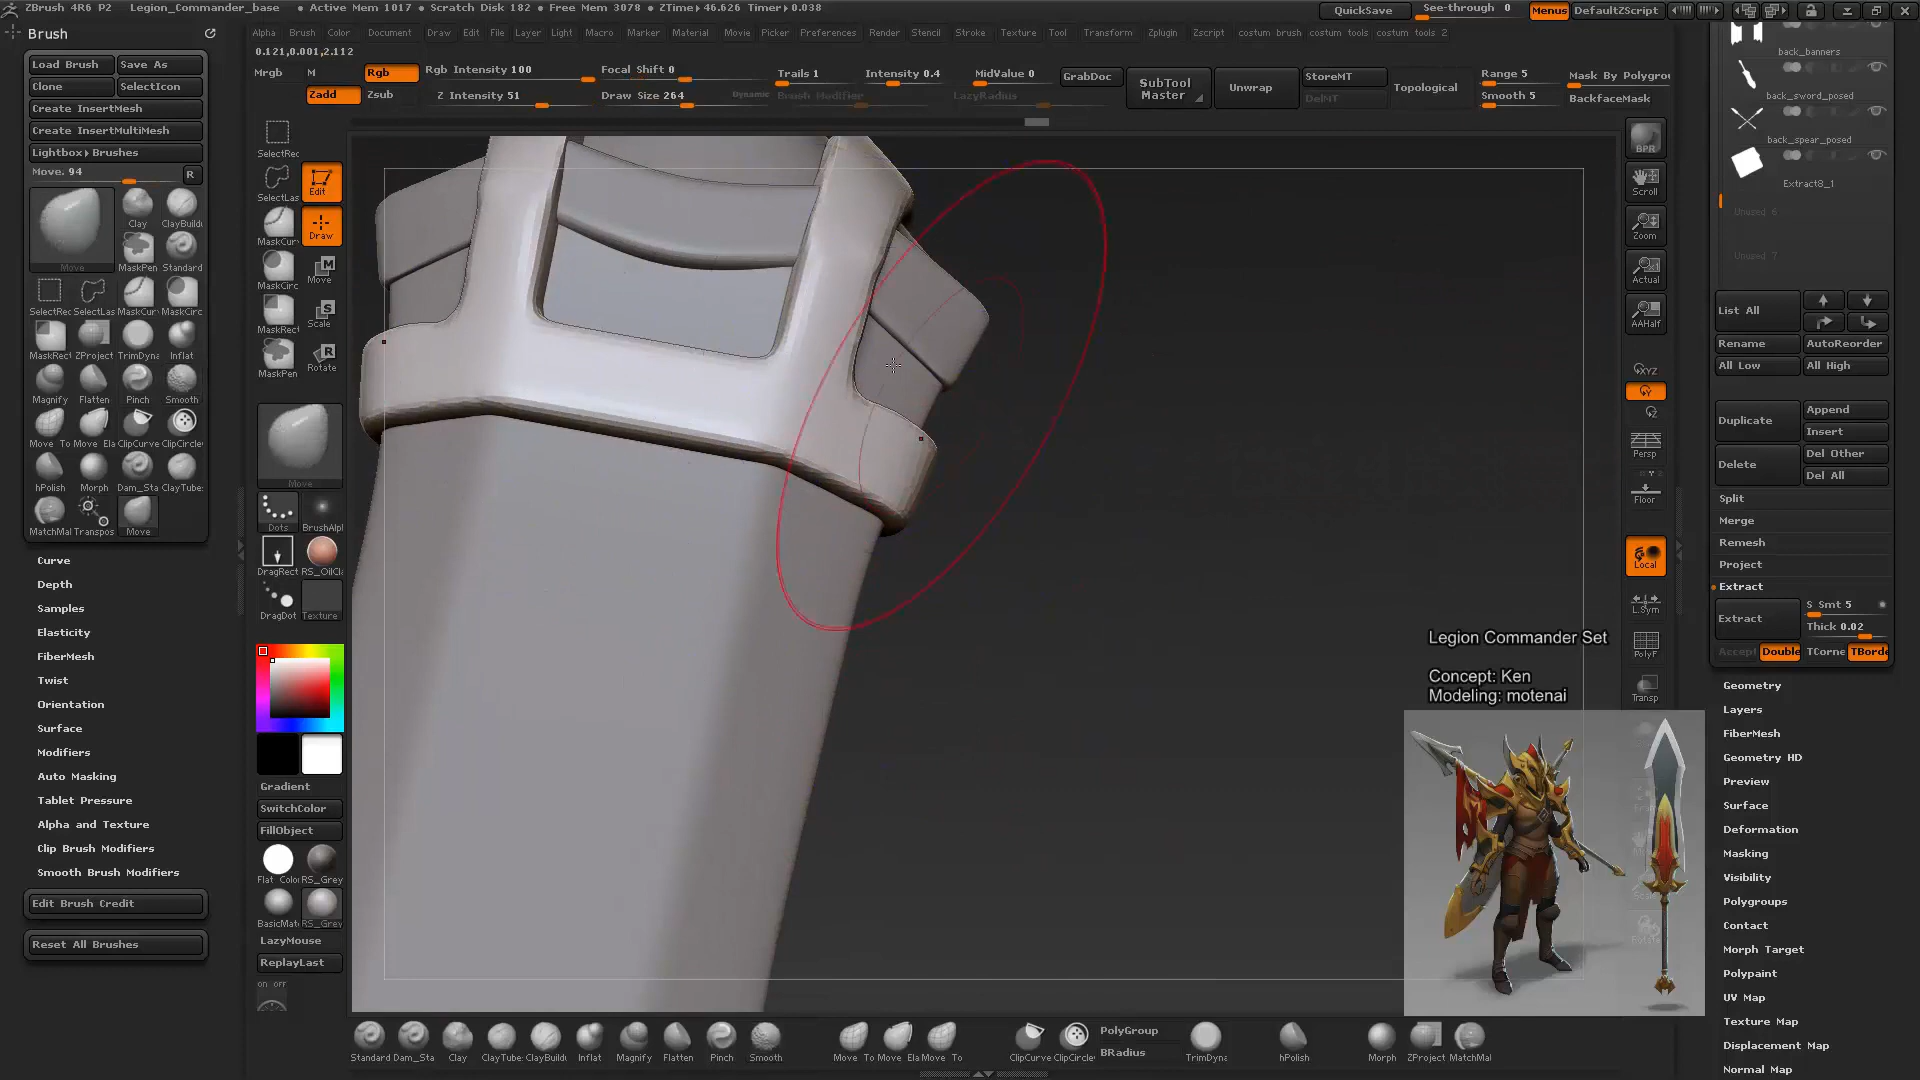 ZBrush 4R6 P2 Legion_Commander_base • Active Mem 1017 • Scratch Disk 182 • Free Mem 3078 • ZTime▸46.626 Timer▸0.038
QuickSave See-through 0 Menus DefaultZScript
Brush
Alpha Brush Color Document Draw Edit File Layer Light Macro Marker Material Movie Picker Preferences Render Stencil Stroke Texture Tool Transform Zplugin Zscript costum brush costum tools costum tools 2
0.121,0.001,2.112
Mrgb M Rgb Rgb Intensity 100 Focal Shift 0 Trails 1 Intensity 0.4 MidValue 0 GrabDoc SubTool Master Unwrap StoreMT Topological Range 5 Mask By Polygrou
Zadd Zsub Z Intensity 51 Draw Size 264 Dynamic Brush Modifier LazyRadius DelMT Smooth 5 BackfaceMask
Load Brush Save As
Clone SelectIcon
Create InsertMesh
Create InsertMultiMesh
Lightbox▸Brushes
Move. 94 R
Move
Clay ClayBuildu
MaskPen Standard
SelectRec SelectLas MaskCur MaskCirc
MaskRect ZProject TrimDyna Inflat
Magnify Flatten Pinch Smooth
Move To Move Ela ClipCurve ClipCircle
hPolish Morph Dam_Sta ClayTubes
MatchMak Transpos Move
Curve
Depth
Samples
Elasticity
FiberMesh
Twist
Orientation
Surface
Modifiers
Auto Masking
Tablet Pressure
Alpha and Texture
Clip Brush Modifiers
Smooth Brush Modifiers
Edit Brush Credit
Reset All Brushes
SelectRec
SelectLas Edit
MaskCur Draw
MaskCirc Move
MaskRect Scale
MaskPen Rotate
Move
Dots BrushAlp
DragRect RS_OilCl
DragDot Texture
Gradient
SwitchColor
FillObject
Flat Colo RS_Grey
BasicMat RS_Grey
LazyMouse
ReplayLast
on off
BPR
Scroll
Zoom
Actual
AAHalf
XYZ
Persp
Floor
Local
L.Sym
PolyF
Transp
Legion Commander Set
Concept: Ken
Modeling: motenai
back_banners
back_sword_posed
back_spear_posed
Extract8_1
Unused 6
Unused 7
List All
Rename AutoReorder
All Low All High
Duplicate Append
Insert
Delete Del Other
Del All
Split
Merge
Remesh
Project
Extract
Extract S Smt 5
Thick 0.02
Accept Double TCorne TBorde
Geometry
Layers
FiberMesh
Geometry HD
Preview
Surface
Deformation
Masking
Visibility
Polygroups
Contact
Morph Target
Polypaint
UV Map
Texture Map
Displacement Map
Normal Map
Standard Dam_Sta Clay ClayTube ClayBuildu Inflat Magnify Flatten Pinch Smooth Move To Move Ela Move To ClipCurve ClipCircle PolyGroup BRadius TrimDyna hPolish Morph ZProject MatchMak